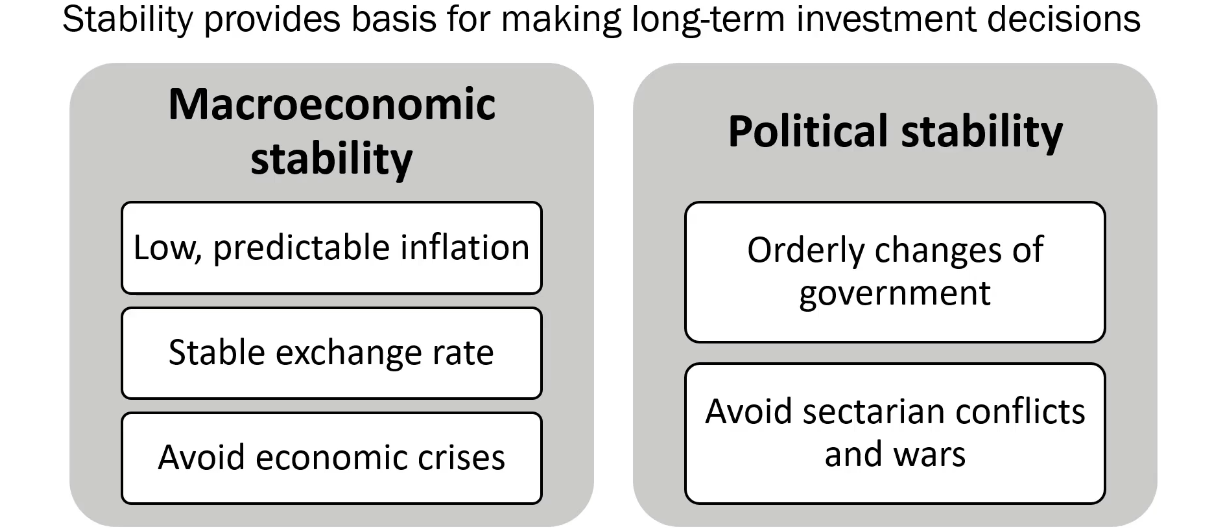 Stability provides basis for making long-term investment decisions
Macroeconomic
stability
Low, predictable inflation
Stable exchange rate
Avoid economic crises
Political stability
Orderly changes of
government
Avoid sectarian conflicts
and wars